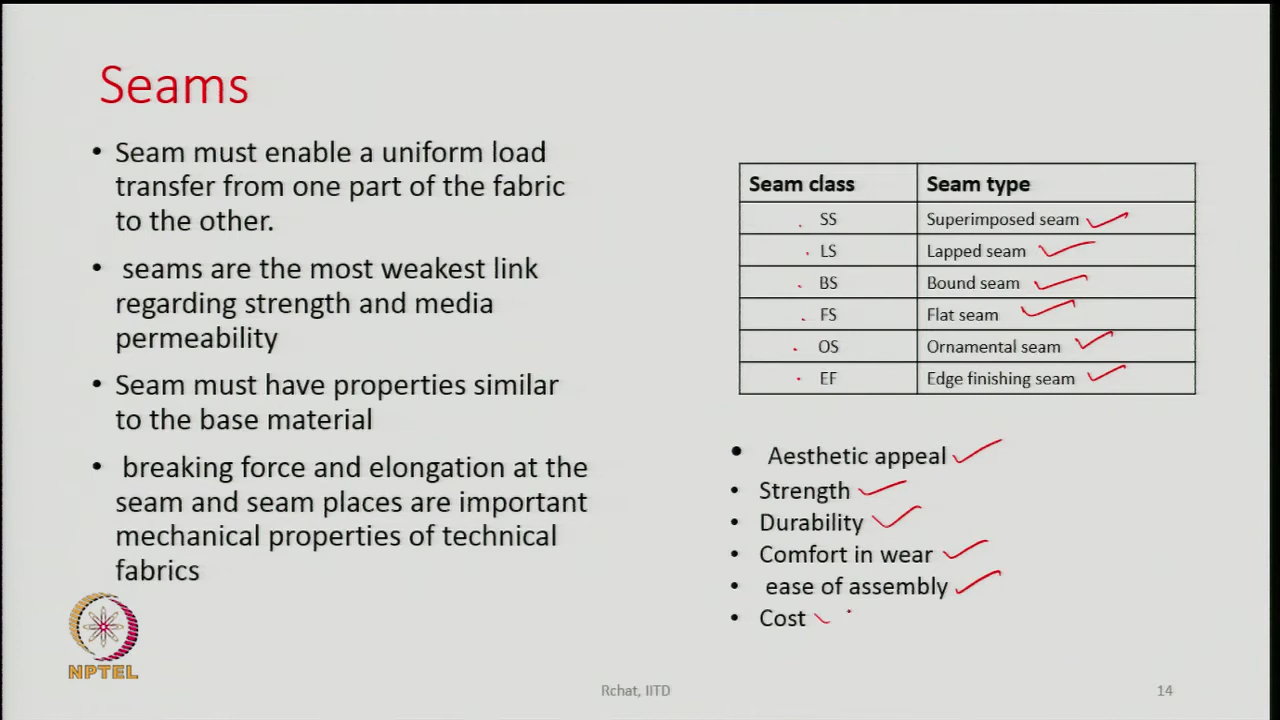 Seams
• Seam must enable a uniform load
transfer from one part of the fabric
to the other.
• seams are the most weakest link
regarding strength and media
permeability
• Seam must have properties similar
to the base material
• breaking force and elongation at the
seam and seam places are important
mechanical properties of technical
fabrics
Seam class Seam type
SS Superimposed seam
LS Lapped seam
BS Bound seam
FS Flat seam
OS Ornamental seam
EF Edge finishing seam
• Aesthetic appeal
• Strength
• Durability
• Comfort in wear
• ease of assembly
• Cost
NPTEL
Rchat, IITD
14